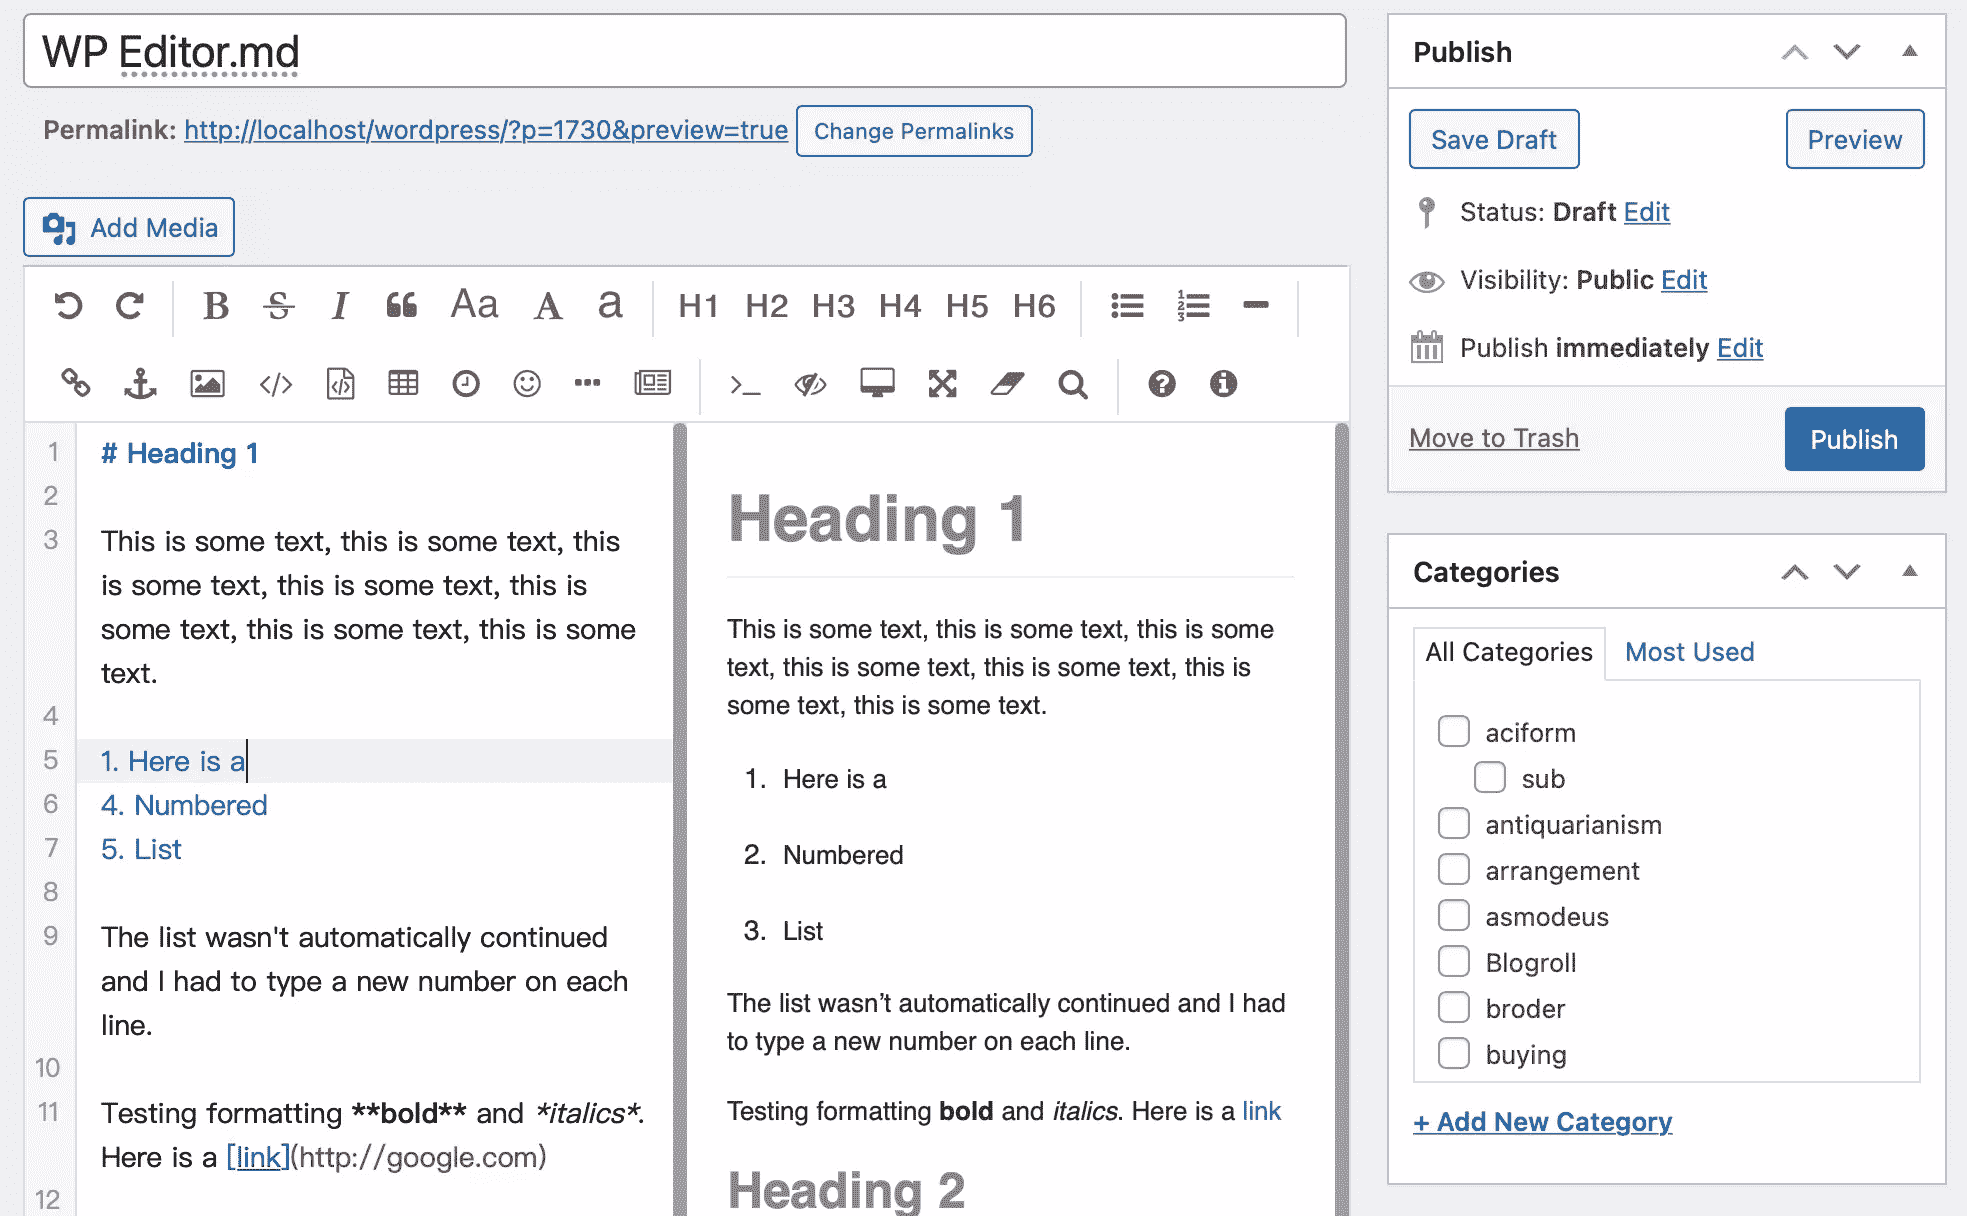 WP Editor.md
Permalink: http://localhost/wordpress/?p=1730&preview=true Change Permalinks
Add Media
B S I Aa A a H1 H2 H3 H4 H5 H6
1 # Heading 1
2
3 This is some text, this is some text, this
is some text, this is some text, this is
some text, this is some text, this is some
text.
4
5 1. Here is a
6 4. Numbered
7 5. List
8
9 The list wasn't automatically continued
and I had to type a new number on each
line.
10
11 Testing formatting **bold** and *italics*.
Here is a [link](http://google.com)
12
Heading 1
This is some text, this is some text, this is some
text, this is some text, this is some text, this is
some text, this is some text.
1. Here is a
2. Numbered
3. List
The list wasn’t automatically continued and I had
to type a new number on each line.
Testing formatting bold and italics. Here is a link
Heading 2
Publish
Save Draft Preview
Status: Draft Edit
Visibility: Public Edit
Publish immediately Edit
Move to Trash Publish
Categories
All Categories Most Used
aciform
sub
antiquarianism
arrangement
asmodeus
Blogroll
broder
buying
+ Add New Category